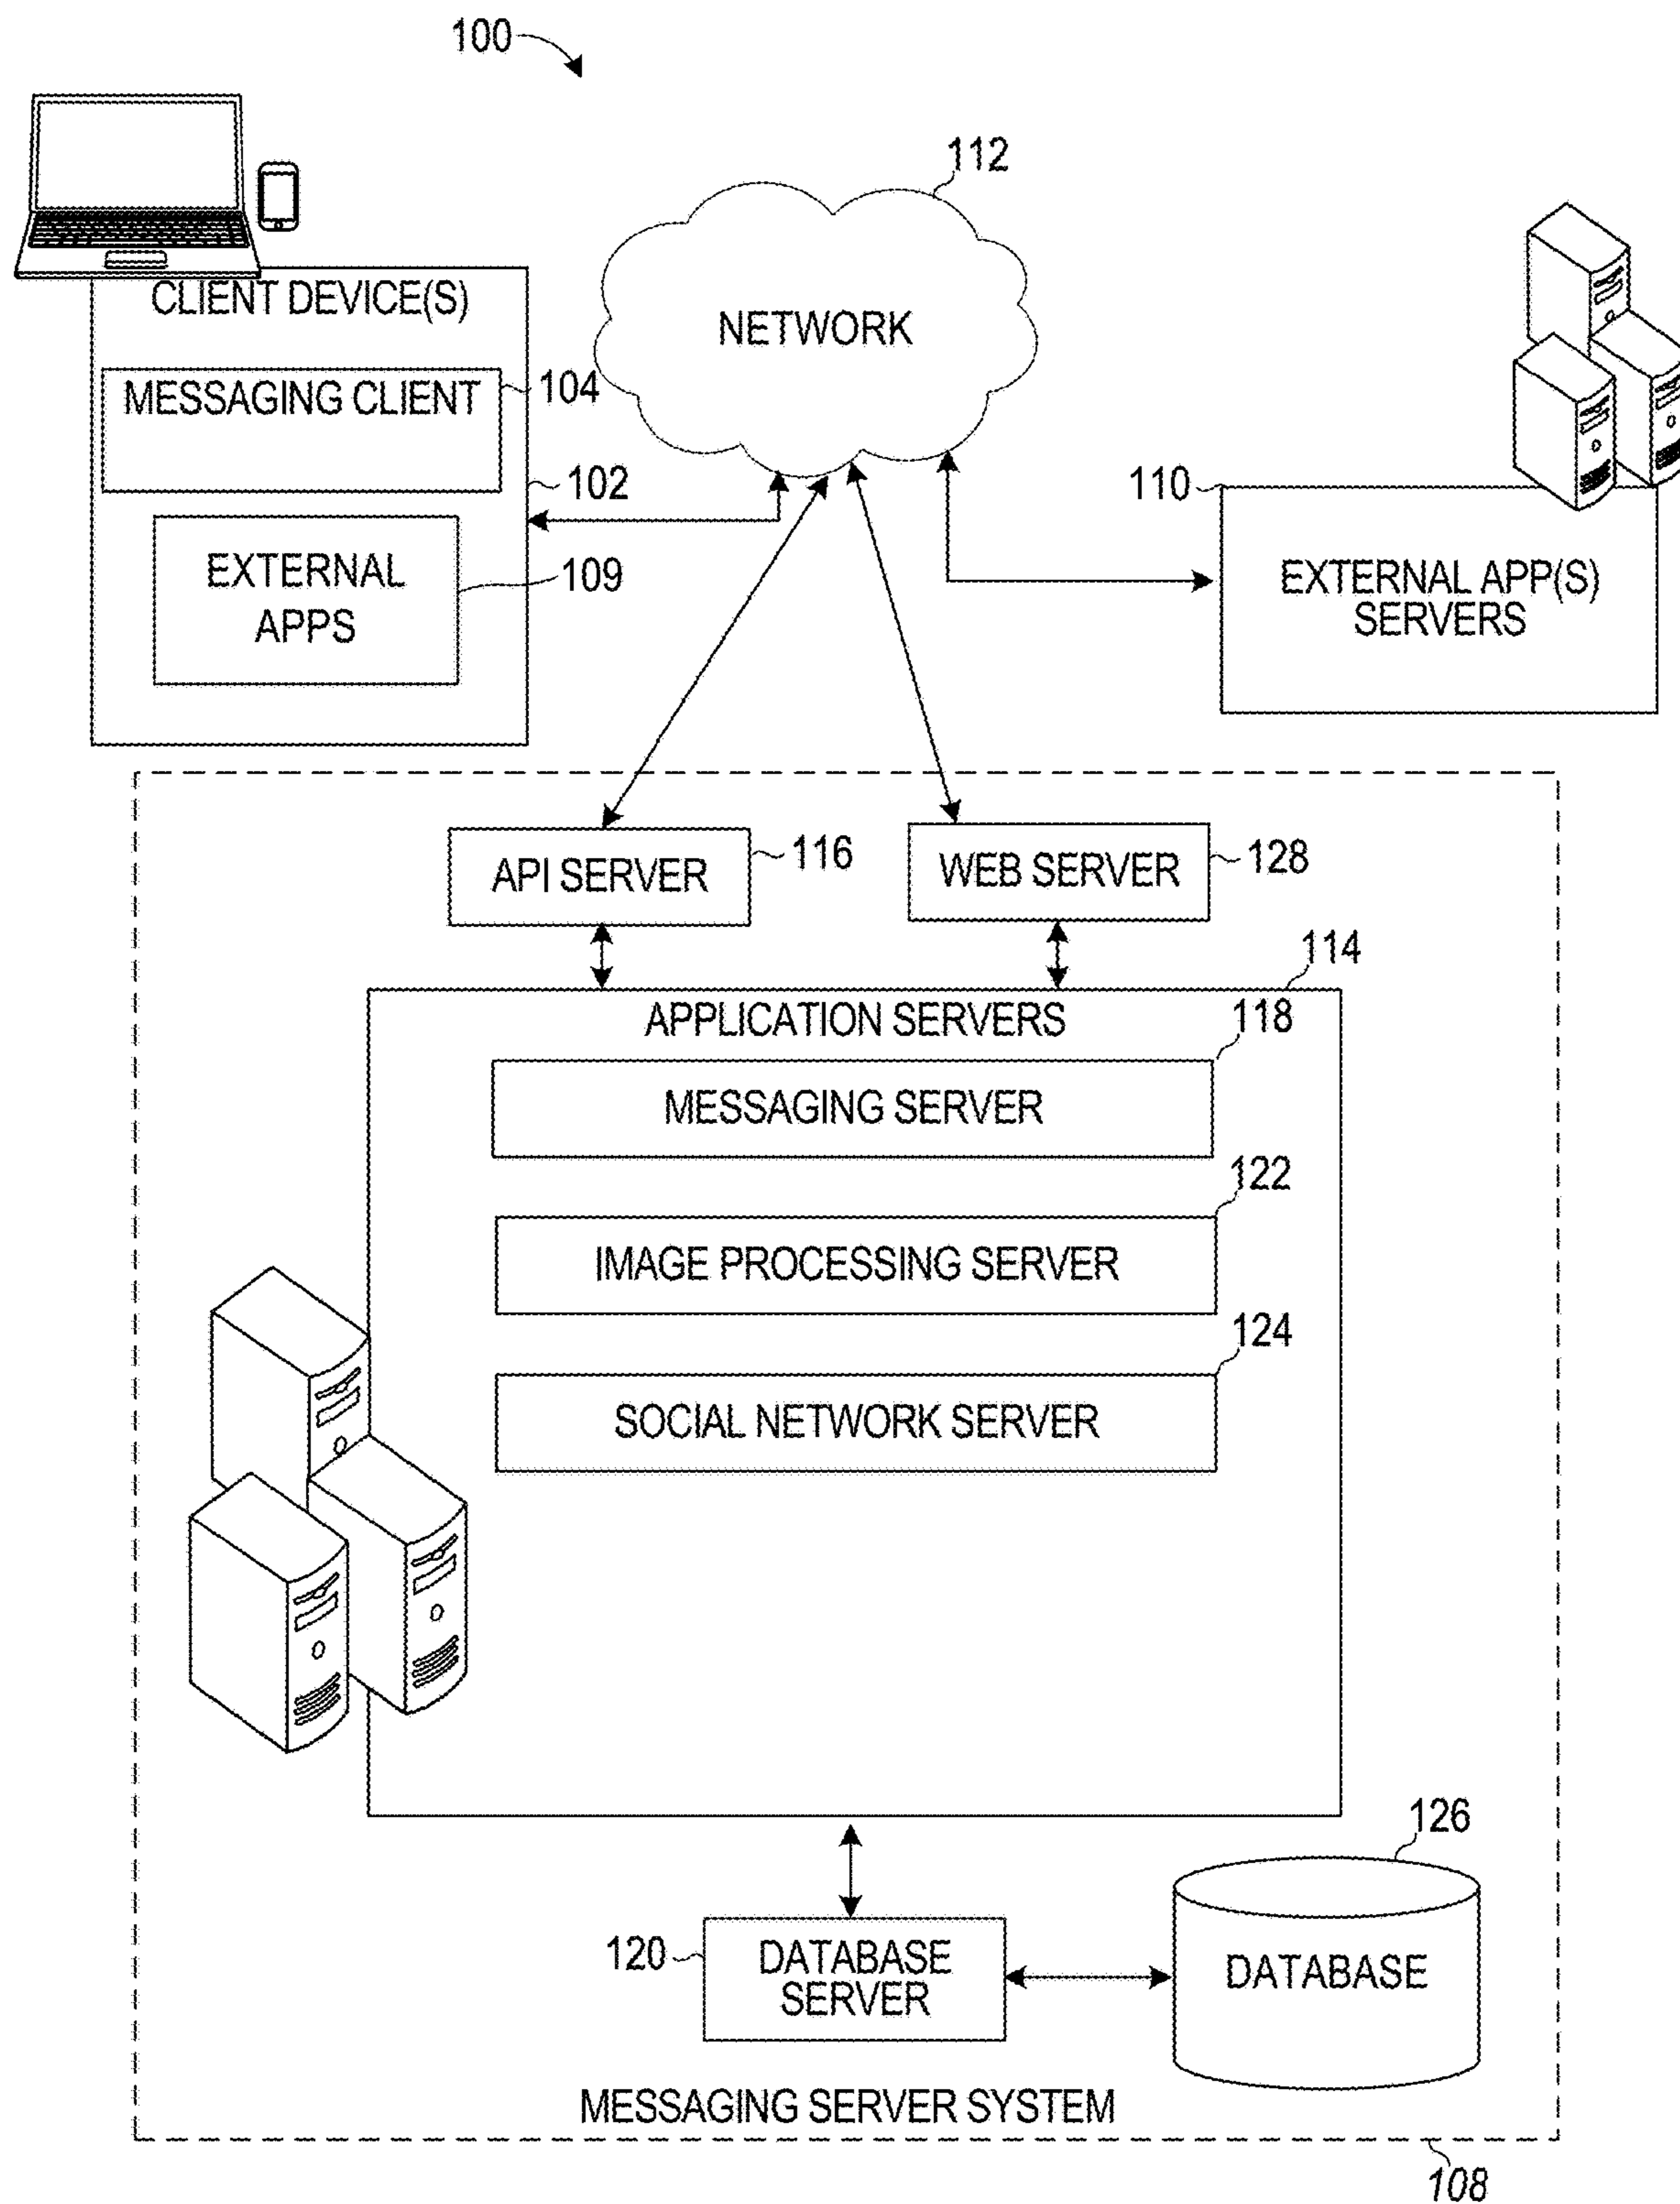 100
112
CLIENT DEVICE(S)
NETWORK
MESSAGING CLIENT
104
102
110
EXTERNAL
APPS
109
EXTERNAL APP(S)
SERVERS
API SERVER
116
WEB SERVER
128
114
APPLICATION SERVERS
118
MESSAGING SERVER
122
IMAGE PROCESSING SERVER
124
SOCIAL NETWORK SERVER
126
120
DATABASE
SERVER
DATABASE
MESSAGING SERVER SYSTEM
108